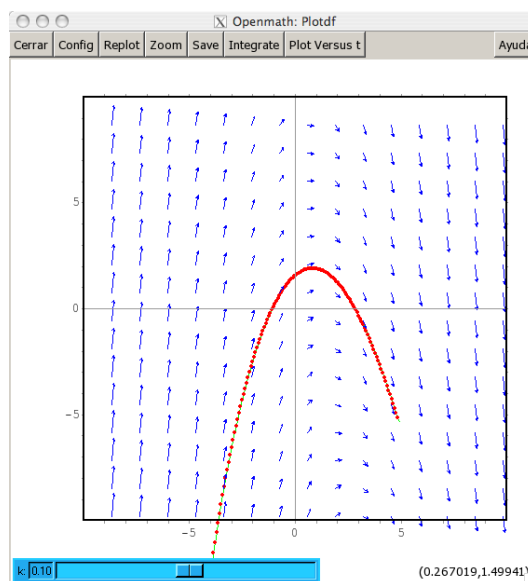 X Openmath: Plotdf
Cerrar Config Replot Zoom Save Integrate Plot Versus t Ayuda
5
0
−5
−5 0 5
k: 0.10 (0.267019,1.49941)